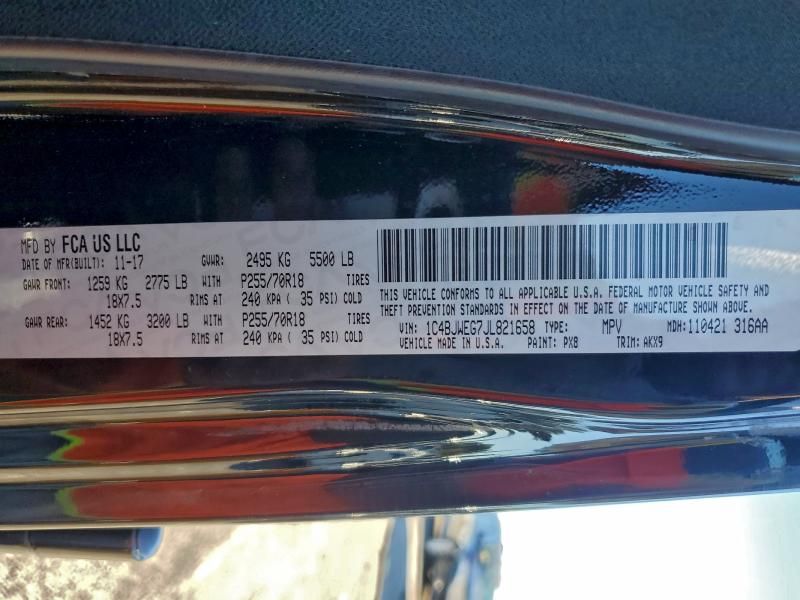 MFD BY FCA US LLC
DATE OF MFR(BUILT): 11-17 GVWR: 2495 KG 5500 LB
GAWR FRONT: 1259 KG 2775 LB WITH P255/70R18 TIRES
18X7.5 RIMS AT 240 KPA ( 35 PSI) COLD
GAWR REAR: 1452 KG 3200 LB WITH P255/70R18 TIRES
18X7.5 RIMS AT 240 KPA ( 35 PSI) COLD
THIS VEHICLE CONFORMS TO ALL APPLICABLE U.S.A. FEDERAL MOTOR VEHICLE SAFETY AND
THEFT PREVENTION STANDARDS IN EFFECT ON THE DATE OF MANUFACTURE SHOWN ABOVE.
VIN: 1C4BJWEG7JL821658 TYPE: MPV MDH: 110421 316AA
VEHICLE MADE IN U.S.A. PAINT: PX8 TRIM: AKX9